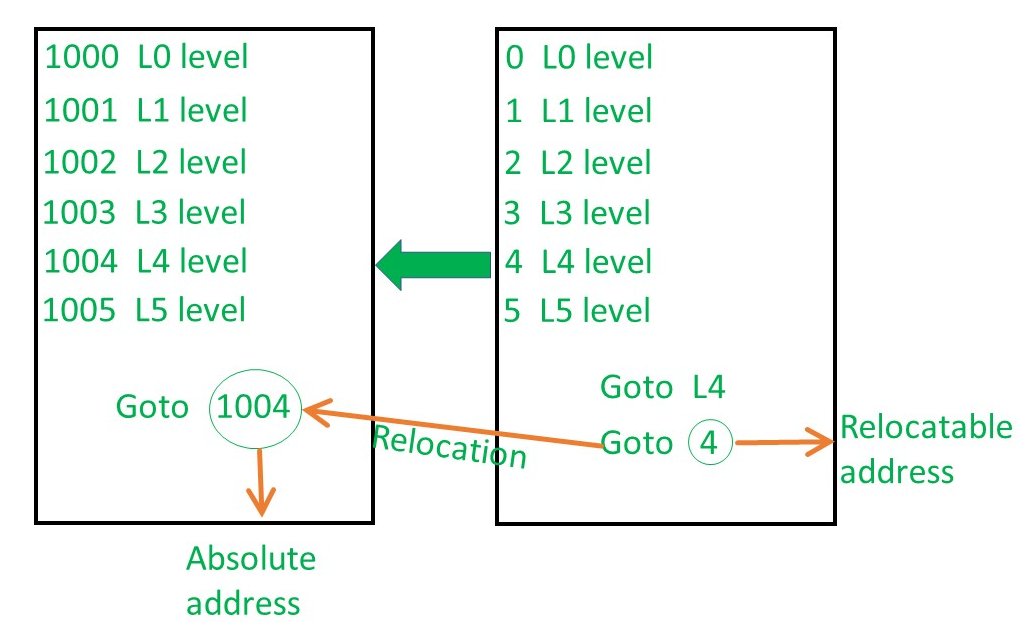 1000 L0 level
1001 L1 level
1002 L2 level
1003 L3 level
1004 L4 level
1005 L5 level
Goto 1004
Absolute
address
Relocation
0 L0 level
1 L1 level
2 L2 level
3 L3 level
4 L4 level
5 L5 level
Goto L4
Goto 4
Relocatable
address